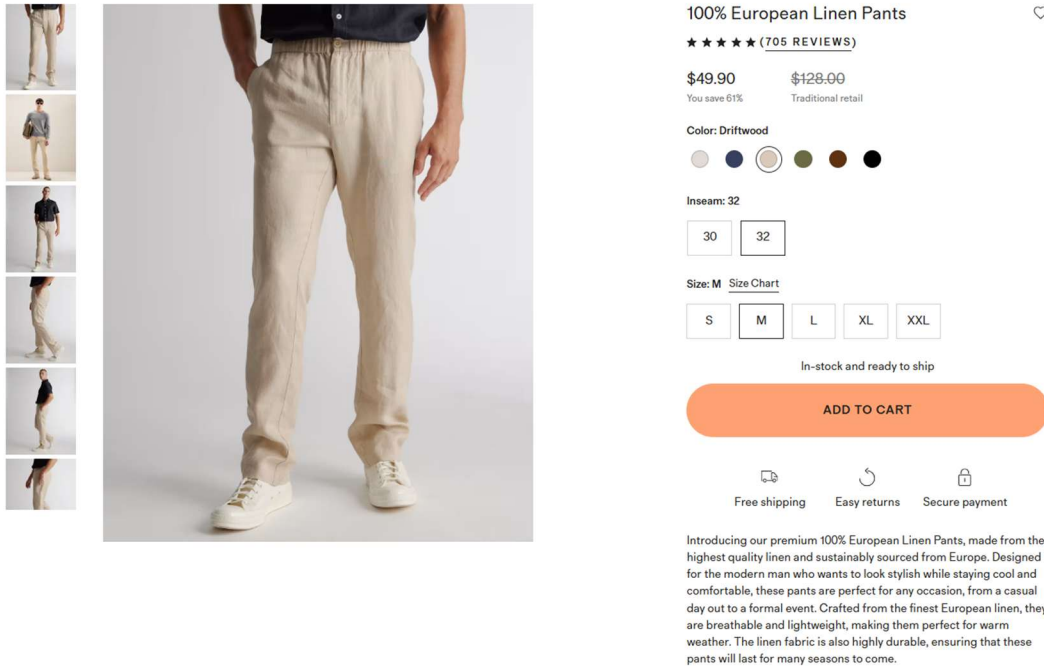 100% European Linen Pants
★★★★★ (705 REVIEWS)
$49.90 $128.00
You save 61% Traditional retail
Color: Driftwood
Inseam: 32
30 32
Size: M Size Chart
S M L XL XXL
In-stock and ready to ship
ADD TO CART
Free shipping Easy returns Secure payment
Introducing our premium 100% European Linen Pants, made from the
highest quality linen and sustainably sourced from Europe. Designed
for the modern man who wants to look stylish while staying cool and
comfortable, these pants are perfect for any occasion, from a casual
day out to a formal event. Crafted from the finest European linen, they
are breathable and lightweight, making them perfect for warm
weather. The linen fabric is also highly durable, ensuring that these
pants will last for many seasons to come.